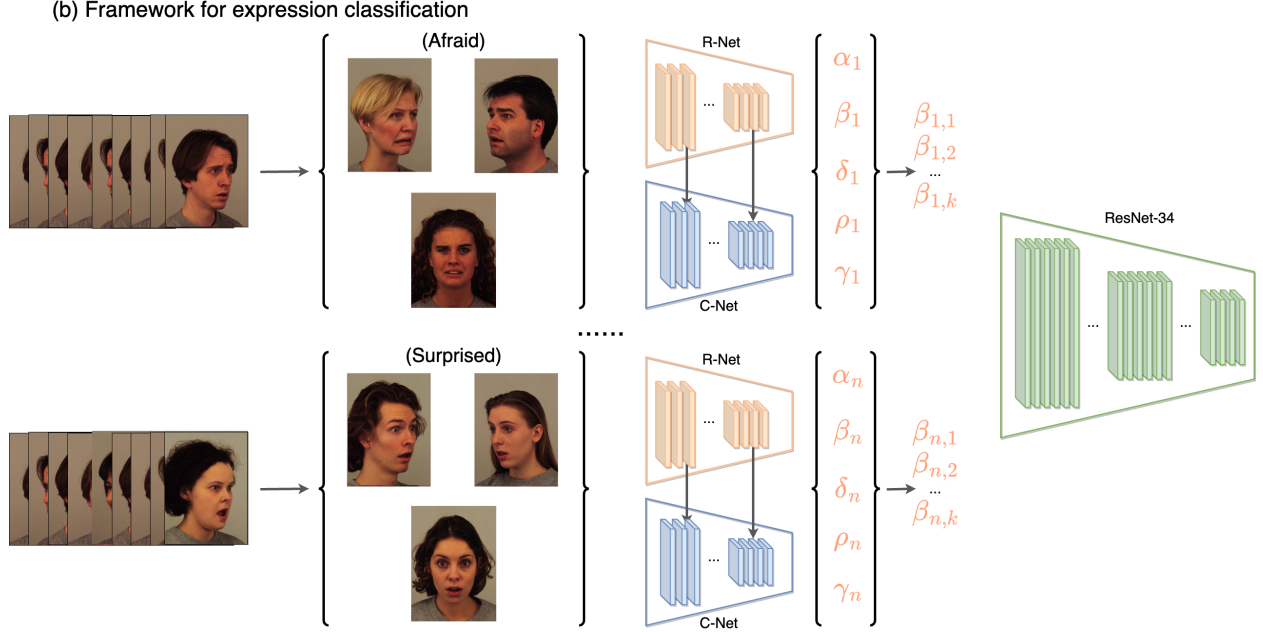 (b) Framework for expression classification
(Afraid)
R-Net
...
...
C-Net
α₁
β₁
δ₁
ρ₁
γ₁
β₁,₁
β₁,₂
...
β₁,ₖ
......
(Surprised)
R-Net
...
...
C-Net
αₙ
βₙ
δₙ
ρₙ
γₙ
βₙ,₁
βₙ,₂
...
βₙ,ₖ
ResNet-34
...
...